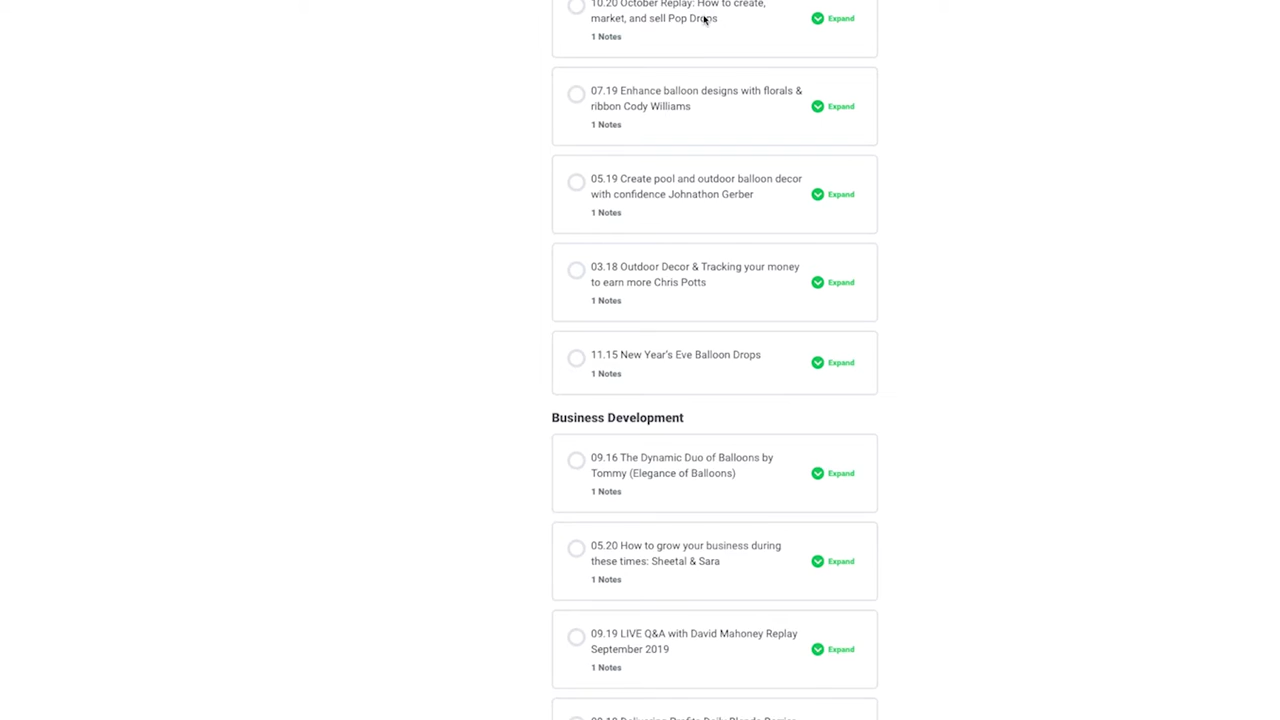 10.20 October Replay: How to create,
market, and sell Pop Drops
Expand
1 Notes
07.19 Enhance balloon designs with florals &
ribbon Cody Williams
Expand
1 Notes
05.19 Create pool and outdoor balloon decor
with confidence Johnathon Gerber
Expand
1 Notes
03.18 Outdoor Decor & Tracking your money
to earn more Chris Potts
Expand
1 Notes
11.15 New Year's Eve Balloon Drops
Expand
1 Notes
Business Development
09.16 The Dynamic Duo of Balloons by
Tommy (Elegance of Balloons)
Expand
1 Notes
05.20 How to grow your business during
these times: Sheetal & Sara
Expand
1 Notes
09.19 LIVE Q&A with David Mahoney Replay
September 2019
Expand
1 Notes